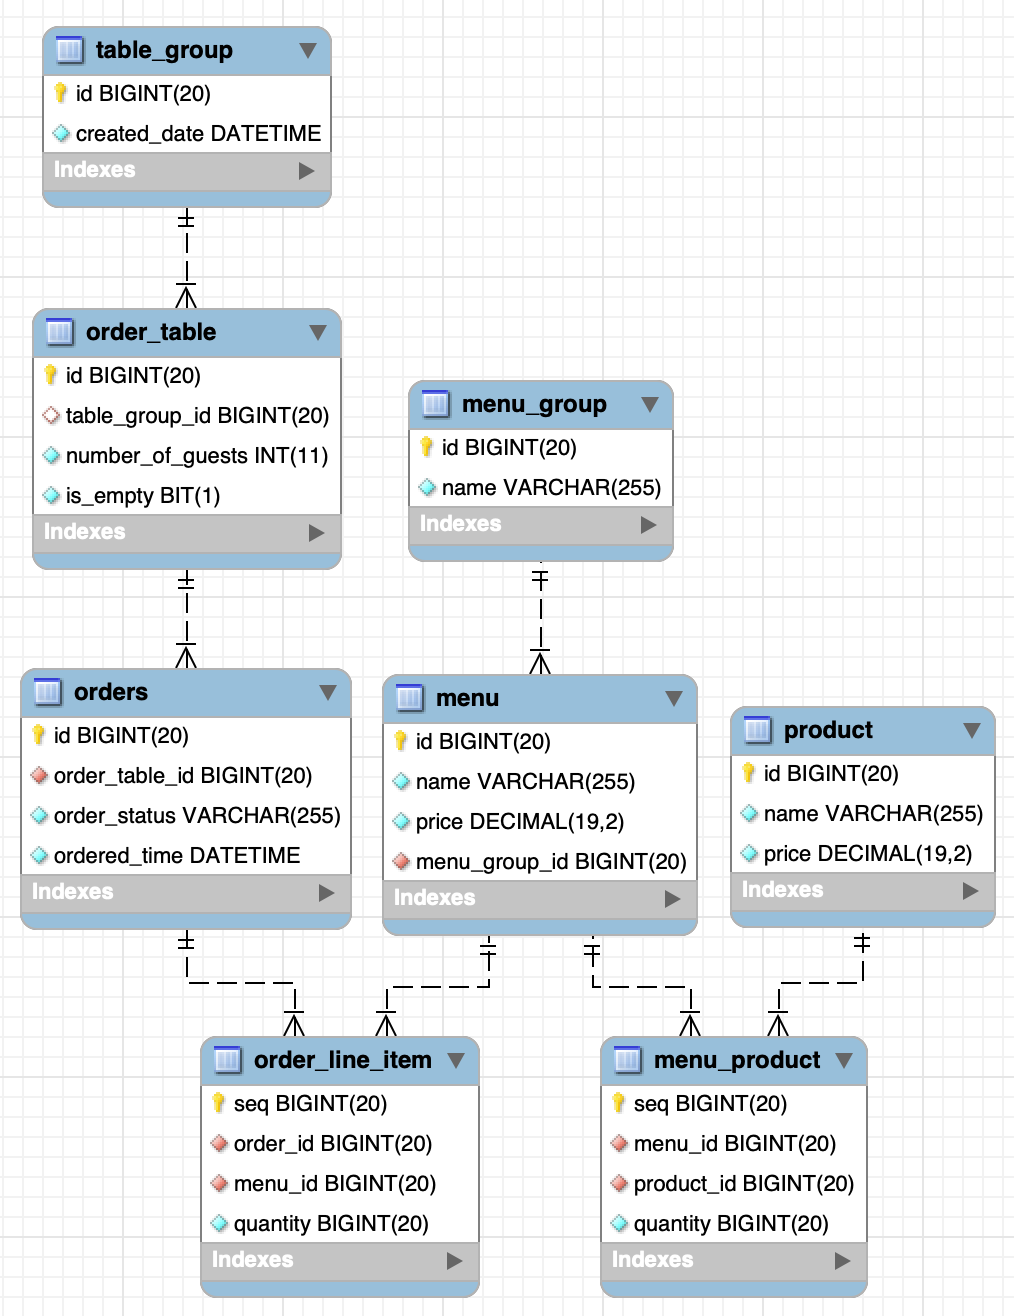 table_group
id BIGINT(20)
created_date DATETIME
Indexes
order_table
id BIGINT(20)
table_group_id BIGINT(20)
number_of_guests INT(11)
is_empty BIT(1)
Indexes
menu_group
id BIGINT(20)
name VARCHAR(255)
Indexes
orders
id BIGINT(20)
order_table_id BIGINT(20)
order_status VARCHAR(255)
ordered_time DATETIME
Indexes
menu
id BIGINT(20)
name VARCHAR(255)
price DECIMAL(19,2)
menu_group_id BIGINT(20)
Indexes
product
id BIGINT(20)
name VARCHAR(255)
price DECIMAL(19,2)
Indexes
order_line_item
seq BIGINT(20)
order_id BIGINT(20)
menu_id BIGINT(20)
quantity BIGINT(20)
Indexes
menu_product
seq BIGINT(20)
menu_id BIGINT(20)
product_id BIGINT(20)
quantity BIGINT(20)
Indexes